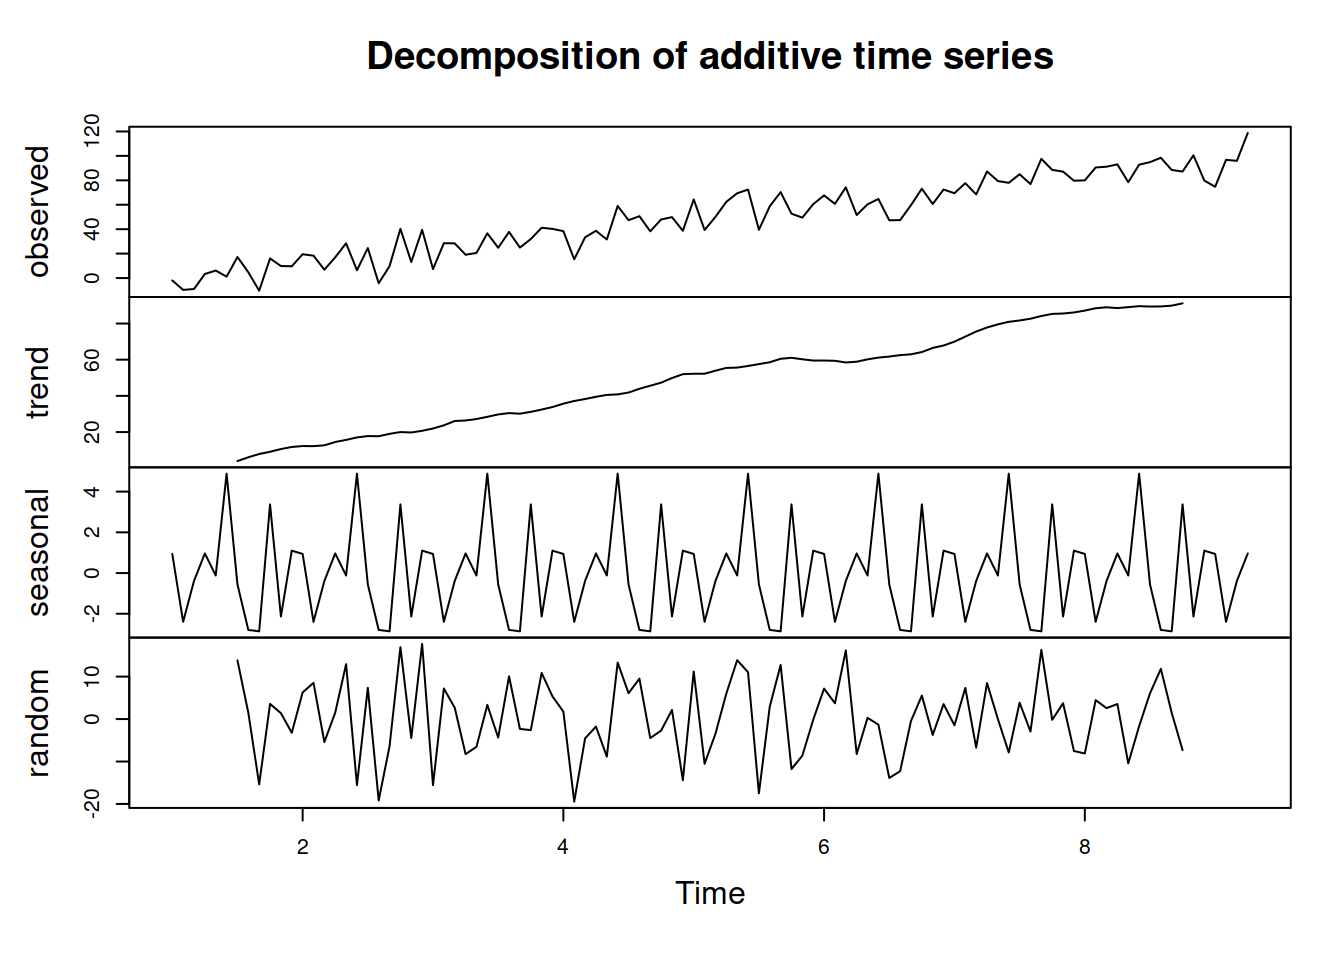 Decomposition of additive time series
observed
0 40 80 120
trend
20 60
seasonal
-2 0 2 4
random
-20 0 10
2 4 6 8
Time